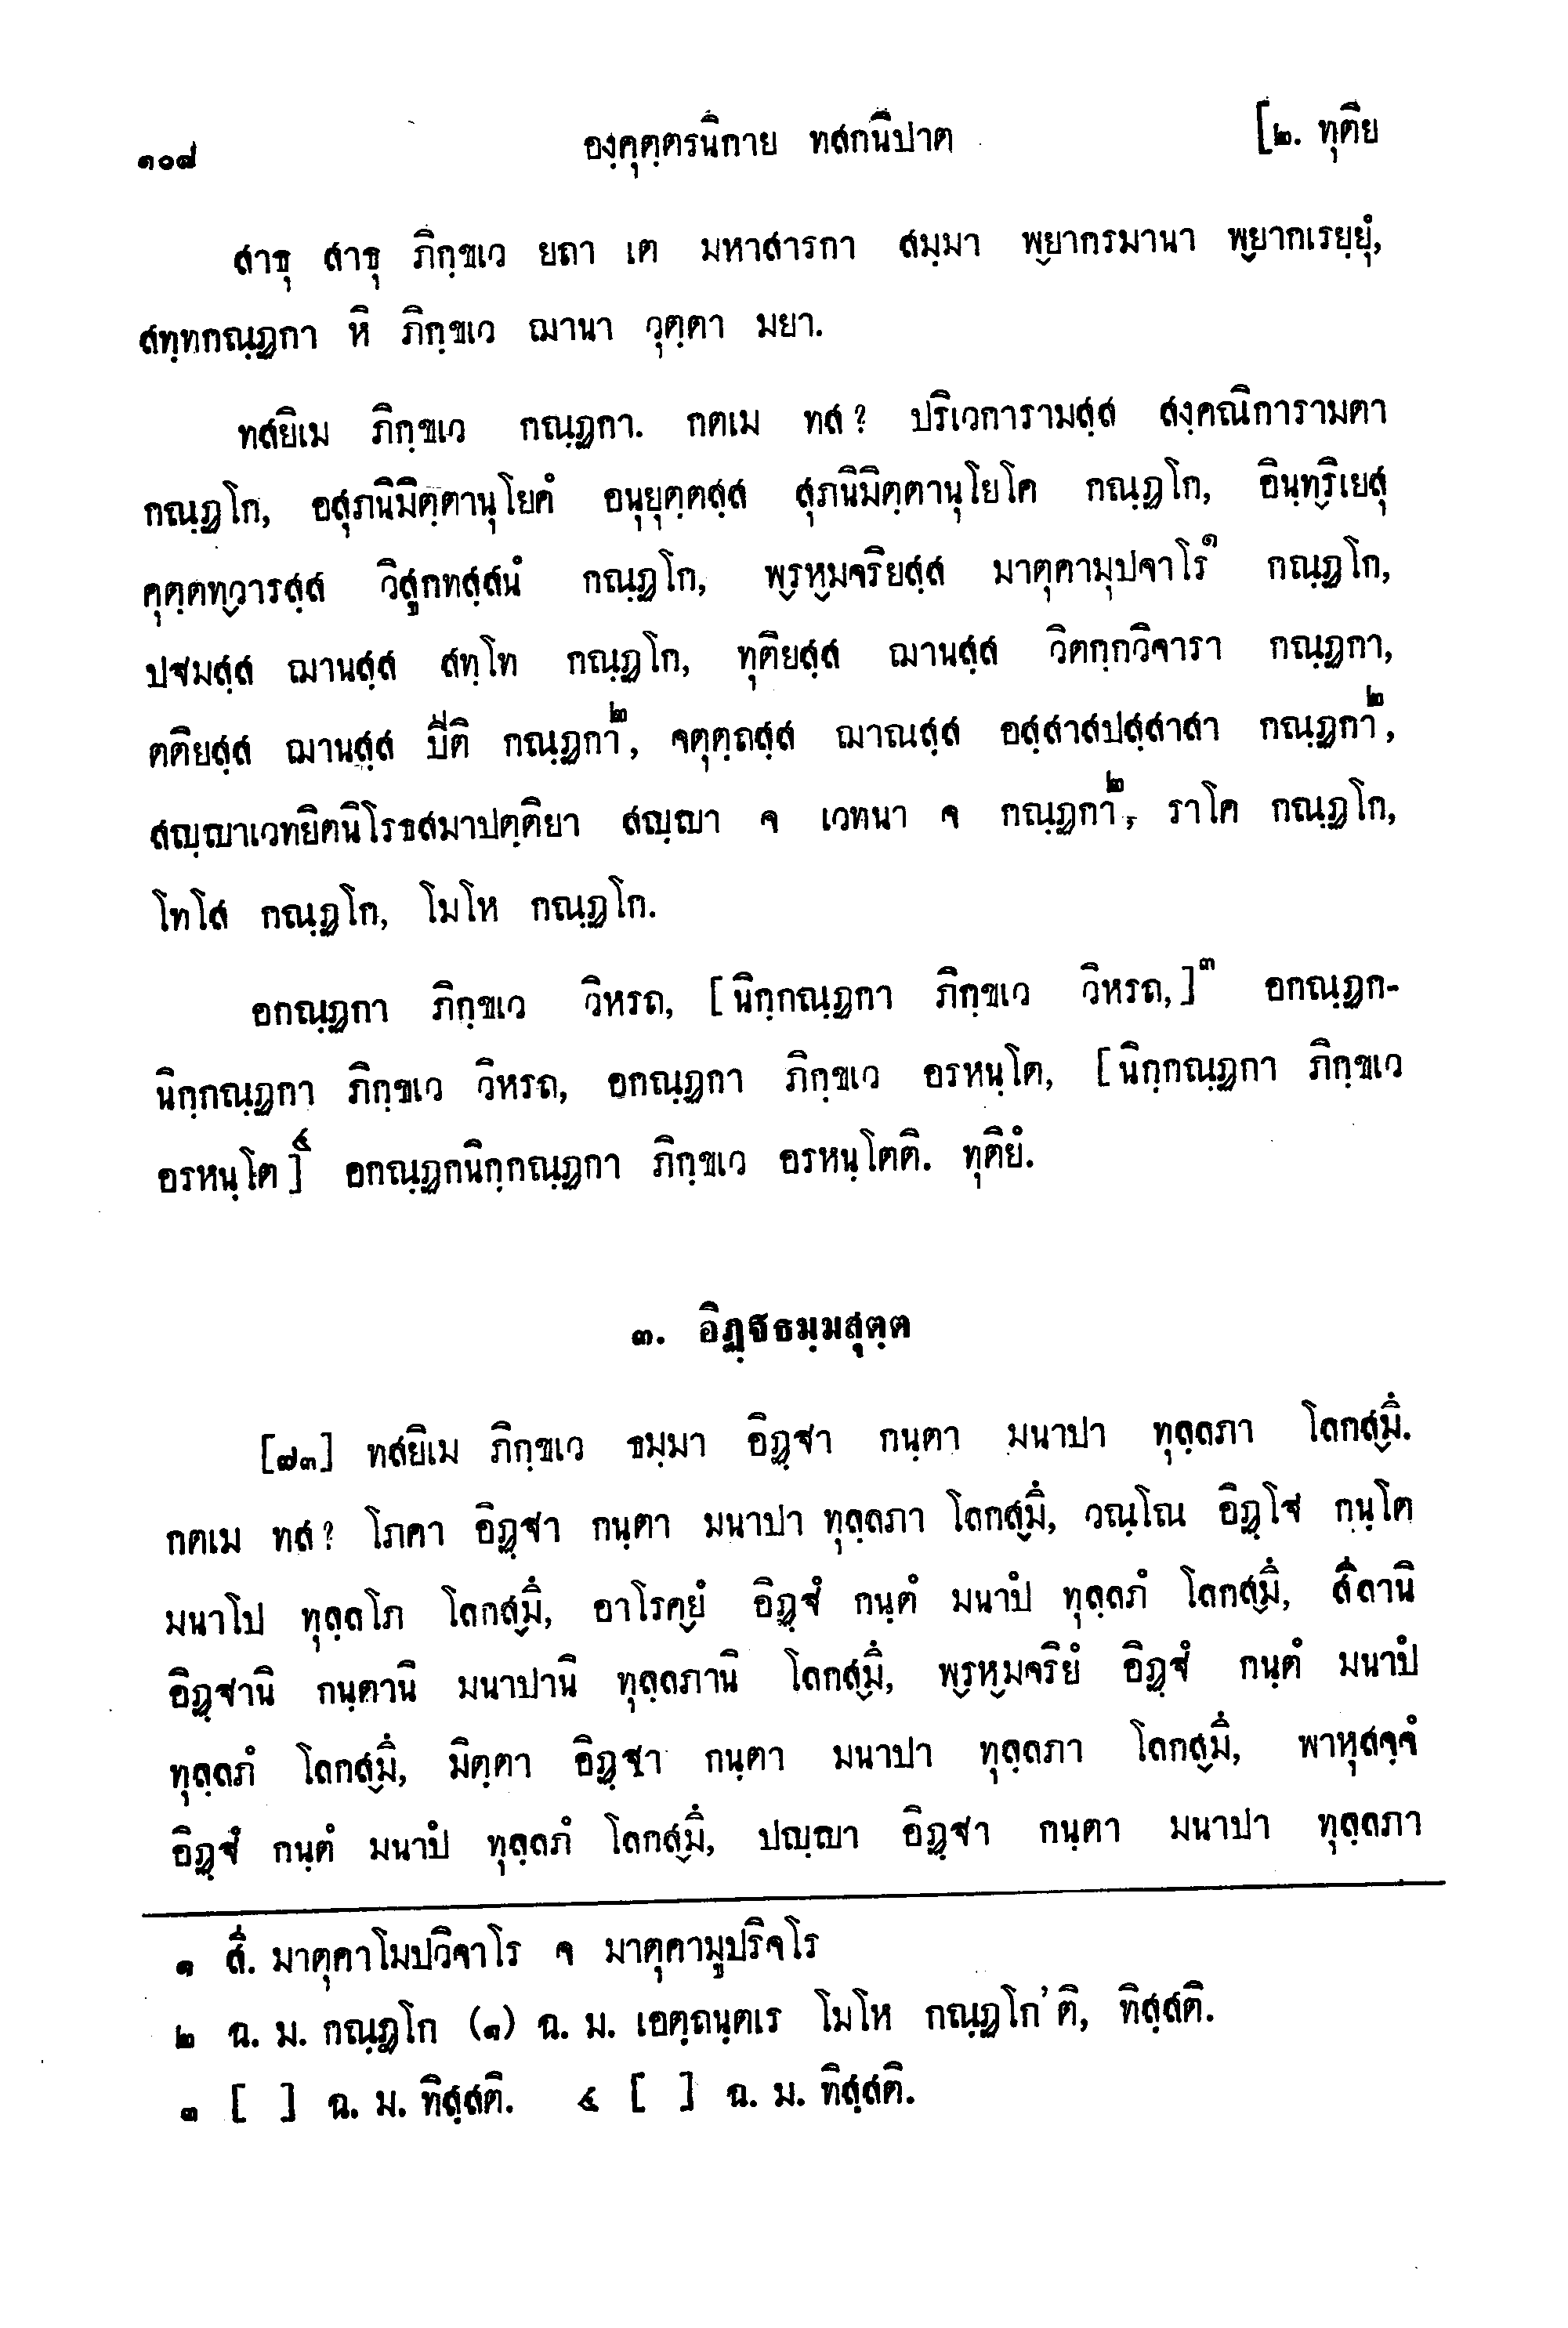 ๑๐๘ องฺคุตฺตรนิกาย ทสกนิปาต [๒. ทุติย
สาธุ สาธุ ภิกฺขเว ยถา เต มหาสารกา สมฺมา พฺยากรมานา พฺยากเรยฺยุํ,
สทฺทกณฺฏกา หิ ภิกฺขเว ฌานา วุตฺตา มยา.
ทสยิเม ภิกฺขเว กณฺฏกา. กตเม ทส? ปริเวการามสฺส สงฺคณิการามตา
กณฺฏโก, อสุภนิมิตฺตานุโยคํ อนุยุตฺตสฺส สุภนิมิตฺตานุโยโค กณฺฏโก, อินฺทฺริเยสุ
คุตฺตทฺวารสฺส วิสูกทสฺสนํ กณฺฏโก, พฺรหฺมจริยสฺส มาตุคามุปจาโร๑ กณฺฏโก,
ปฐมสฺส ฌานสฺส สทฺโท กณฺฏโก, ทุติยสฺส ฌานสฺส วิตกฺกวิจารา กณฺฏกา,
ตติยสฺส ฌานสฺส ปีติ กณฺฏกา๒, จตุตฺถสฺส ฌาณสฺส อสฺสาสปสฺสาสา กณฺฏกา๒,
สญฺญาเวทยิตนิโรธสมาปตฺติยา สญฺญา จ เวทนา จ กณฺฏกา๒, ราโค กณฺฏโก,
โทโส กณฺฏโก, โมโห กณฺฏโก.
อกณฺฏกา ภิกฺขเว วิหรถ, [นิกฺกณฺฏกา ภิกฺขเว วิหรถ,]๓ อกณฺฏก-
นิกฺกณฺฏกา ภิกฺขเว วิหรถ, อกณฺฏกา ภิกฺขเว อรหนฺโต, [นิกฺกณฺฏกา ภิกฺขเว
อรหนฺโต]๔ อกณฺฏกนิกฺกณฺฏกา ภิกฺขเว อรหนฺโตติ. ทุติยํ.
๓. อิฏฺฐธมฺมสุตฺต
[๗๓] ทสยิเม ภิกฺขเว ธมฺมา อิฏฺฐา กนฺตา มนาปา ทุลฺลภา โลกสฺมิํ.
กตเม ทส? โภคา อิฏฺฐา กนฺตา มนาปา ทุลฺลภา โลกสฺมิํ, วณฺโณ อิฏฺโฐ กนฺโต
มนาโป ทุลฺลโภ โลกสฺมิํ, อาโรคฺยํ อิฏฺฐํ กนฺตํ มนาปํ ทุลฺลภํ โลกสฺมิํ, สีลานิ
อิฏฺฐานิ กนฺตานิ มนาปานิ ทุลฺลภานิ โลกสฺมิํ, พฺรหฺมจริยํ อิฏฺฐํ กนฺตํ มนาปํ
ทุลฺลภํ โลกสฺมิํ, มิตฺตา อิฏฺฐา กนฺตา มนาปา ทุลฺลภา โลกสฺมิํ, พาหุสจฺจํ
อิฏฺฐํ กนฺตํ มนาปํ ทุลฺลภํ โลกสฺมิํ, ปญฺญา อิฏฺฐา กนฺตา มนาปา ทุลฺลภา
๑ สี. มาตุคาโมปวิจาโร จ มาตุคามูปริจโร
๒ ฉ. ม. กณฺฏโก (๑) ฉ. ม. เอตฺถนฺตเร โมโห กณฺฏโก'ติ, ทิสฺสติ.
๓ [ ] ฉ. ม. ทิสฺสติ. ๔ [ ] ฉ. ม. ทิสฺสติ.